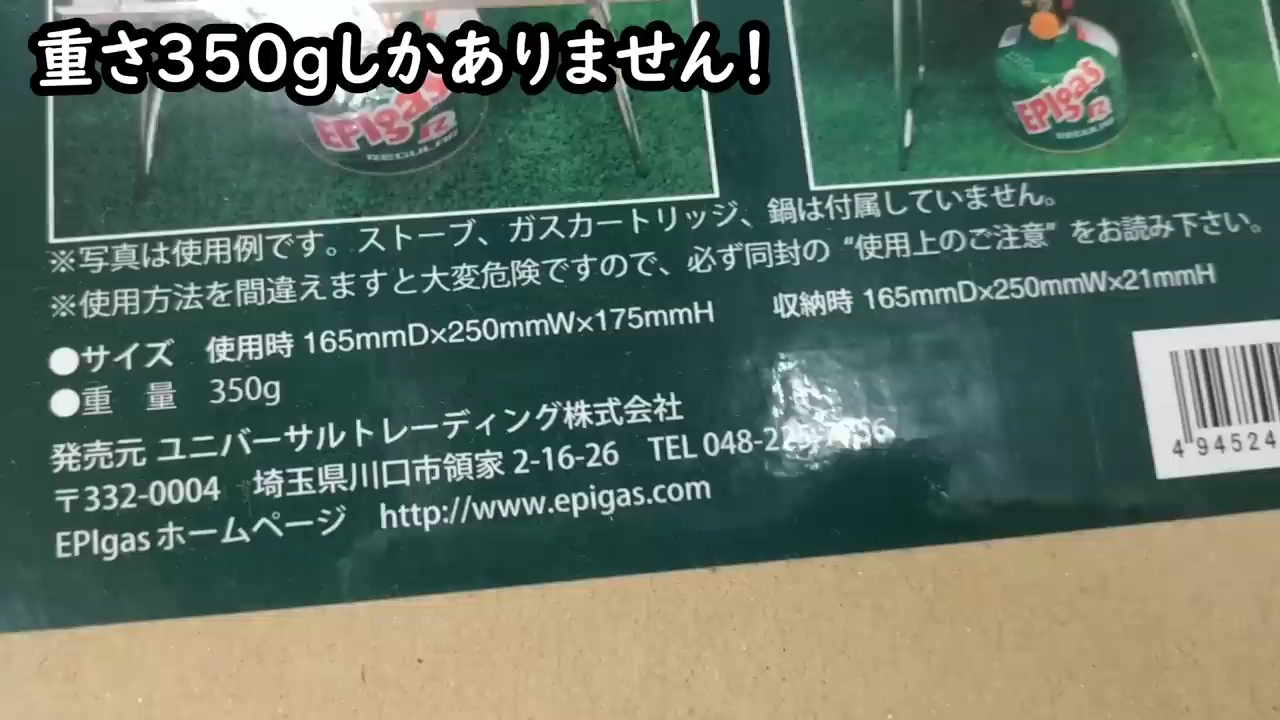 重さ350gしかありません!
EPIgas
REGULAR
EPIgas
REGULAR
※写真は使用例です。ストーブ、ガスカートリッジ、鍋は付属していません。
※使用方法を間違えますと大変危険ですので、必ず同封の “使用上のご注意” をお読み下さい。
●サイズ 使用時 165mmD×250mmW×175mmH 収納時 165mmD×250mmW×21mmH
●重 量 350g
発売元 ユニバーサルトレーディング株式会社
〒332-0004 埼玉県川口市領家 2-16-26 TEL 048-
EPIgas ホームページ http://www.epigas.com
4 94524